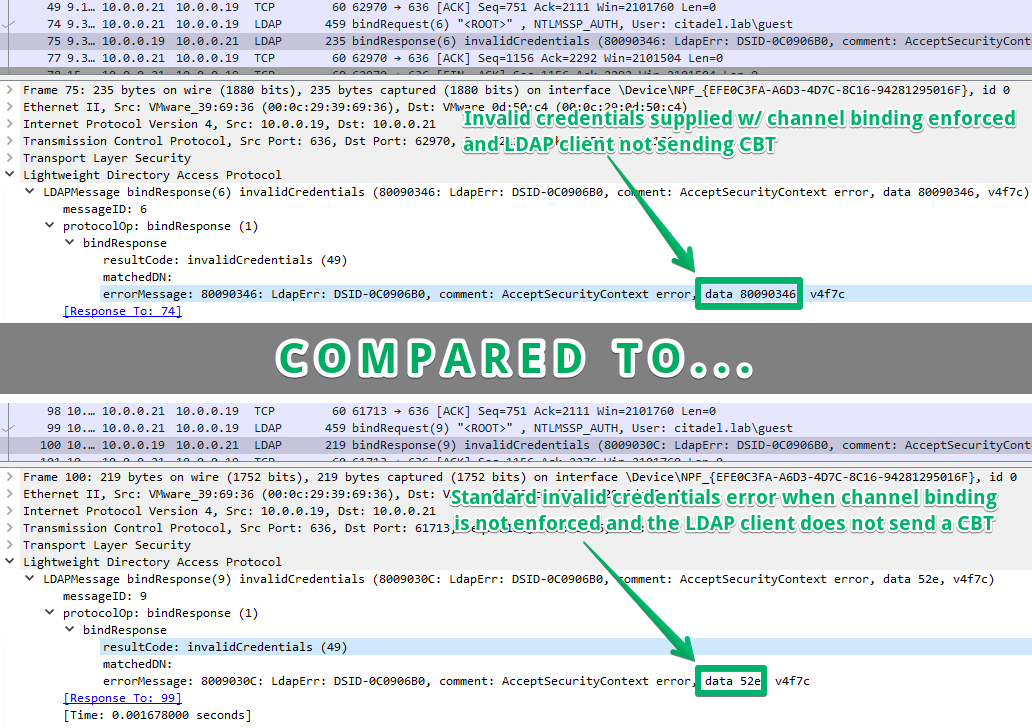 49 9.1… 10.0.0.21 10.0.0.19 TCP 60 62970 → 636 [ACK] Seq=751 Ack=2111 Win=2101760 Len=0
74 9.3… 10.0.0.21 10.0.0.19 LDAP 459 bindRequest(6) "<ROOT>" , NTLMSSP_AUTH, User: citadel.lab\guest
75 9.3… 10.0.0.19 10.0.0.21 LDAP 235 bindResponse(6) invalidCredentials (80090346: LdapErr: DSID-0C0906B0, comment: AcceptSecurityCont
77 9.3… 10.0.0.21 10.0.0.19 TCP 60 62970 → 636 [ACK] Seq=1156 Ack=2292 Win=2101504 Len=0
Frame 75: 235 bytes on wire (1880 bits), 235 bytes captured (1880 bits) on interface \Device\NPF_{EFE0C3FA-A6D3-4D7C-8C16-94281295016F}, id 0
Ethernet II, Src: VMware_39:69:36 (00:0c:29:39:69:36), Dst: VMware_0d:50:c4 (00:0c:29:0d:50:c4)
Internet Protocol Version 4, Src: 10.0.0.19, Dst: 10.0.0.21
Invalid credentials supplied w/ channel binding enforced
Transmission Control Protocol, Src Port: 636, Dst Port: 62970,
and LDAP client not sending CBT
Transport Layer Security
Lightweight Directory Access Protocol
LDAPMessage bindResponse(6) invalidCredentials (80090346: LdapErr: DSID-0C0906B0, comment: AcceptSecurityContext error, data 80090346, v4f7c)
messageID: 6
protocolOp: bindResponse (1)
bindResponse
resultCode: invalidCredentials (49)
matchedDN:
errorMessage: 80090346: LdapErr: DSID-0C0906B0, comment: AcceptSecurityContext error, data 80090346, v4f7c
[Response To: 74]
COMPARED TO...
98 10.… 10.0.0.21 10.0.0.19 TCP 60 61713 → 636 [ACK] Seq=751 Ack=2111 Win=2101760 Len=0
99 10.… 10.0.0.21 10.0.0.19 LDAP 459 bindRequest(9) "<ROOT>" , NTLMSSP_AUTH, User: citadel.lab\guest
100 10.… 10.0.0.19 10.0.0.21 LDAP 219 bindResponse(9) invalidCredentials (8009030C: LdapErr: DSID-0C0906B0, comment: AcceptSecurityCont
Frame 100: 219 bytes on wire (1752 bits), 219 bytes captured (1752 bits) on interface \Device\NPF_{EFE0C3FA-A6D3-4D7C-8C16-94281295016F}, id 0
Ethernet II, Src: VMware_39:69:36 (00:0c:29:39:69:36), Dst:
Standard invalid credentials error when channel binding
Internet Protocol Version 4, Src: 10.0.0.19, Dst: 10.0.0.21
is not enforced and the LDAP client does not send a CBT
Transmission Control Protocol, Src Port: 636, Dst Port: 61713,
Transport Layer Security
Lightweight Directory Access Protocol
LDAPMessage bindResponse(9) invalidCredentials (8009030C: LdapErr: DSID-0C0906B0, comment: AcceptSecurityContext error, data 52e, v4f7c)
messageID: 9
protocolOp: bindResponse (1)
bindResponse
resultCode: invalidCredentials (49)
matchedDN:
errorMessage: 8009030C: LdapErr: DSID-0C0906B0, comment: AcceptSecurityContext error, data 52e, v4f7c
[Response To: 99]
[Time: 0.001678000 seconds]